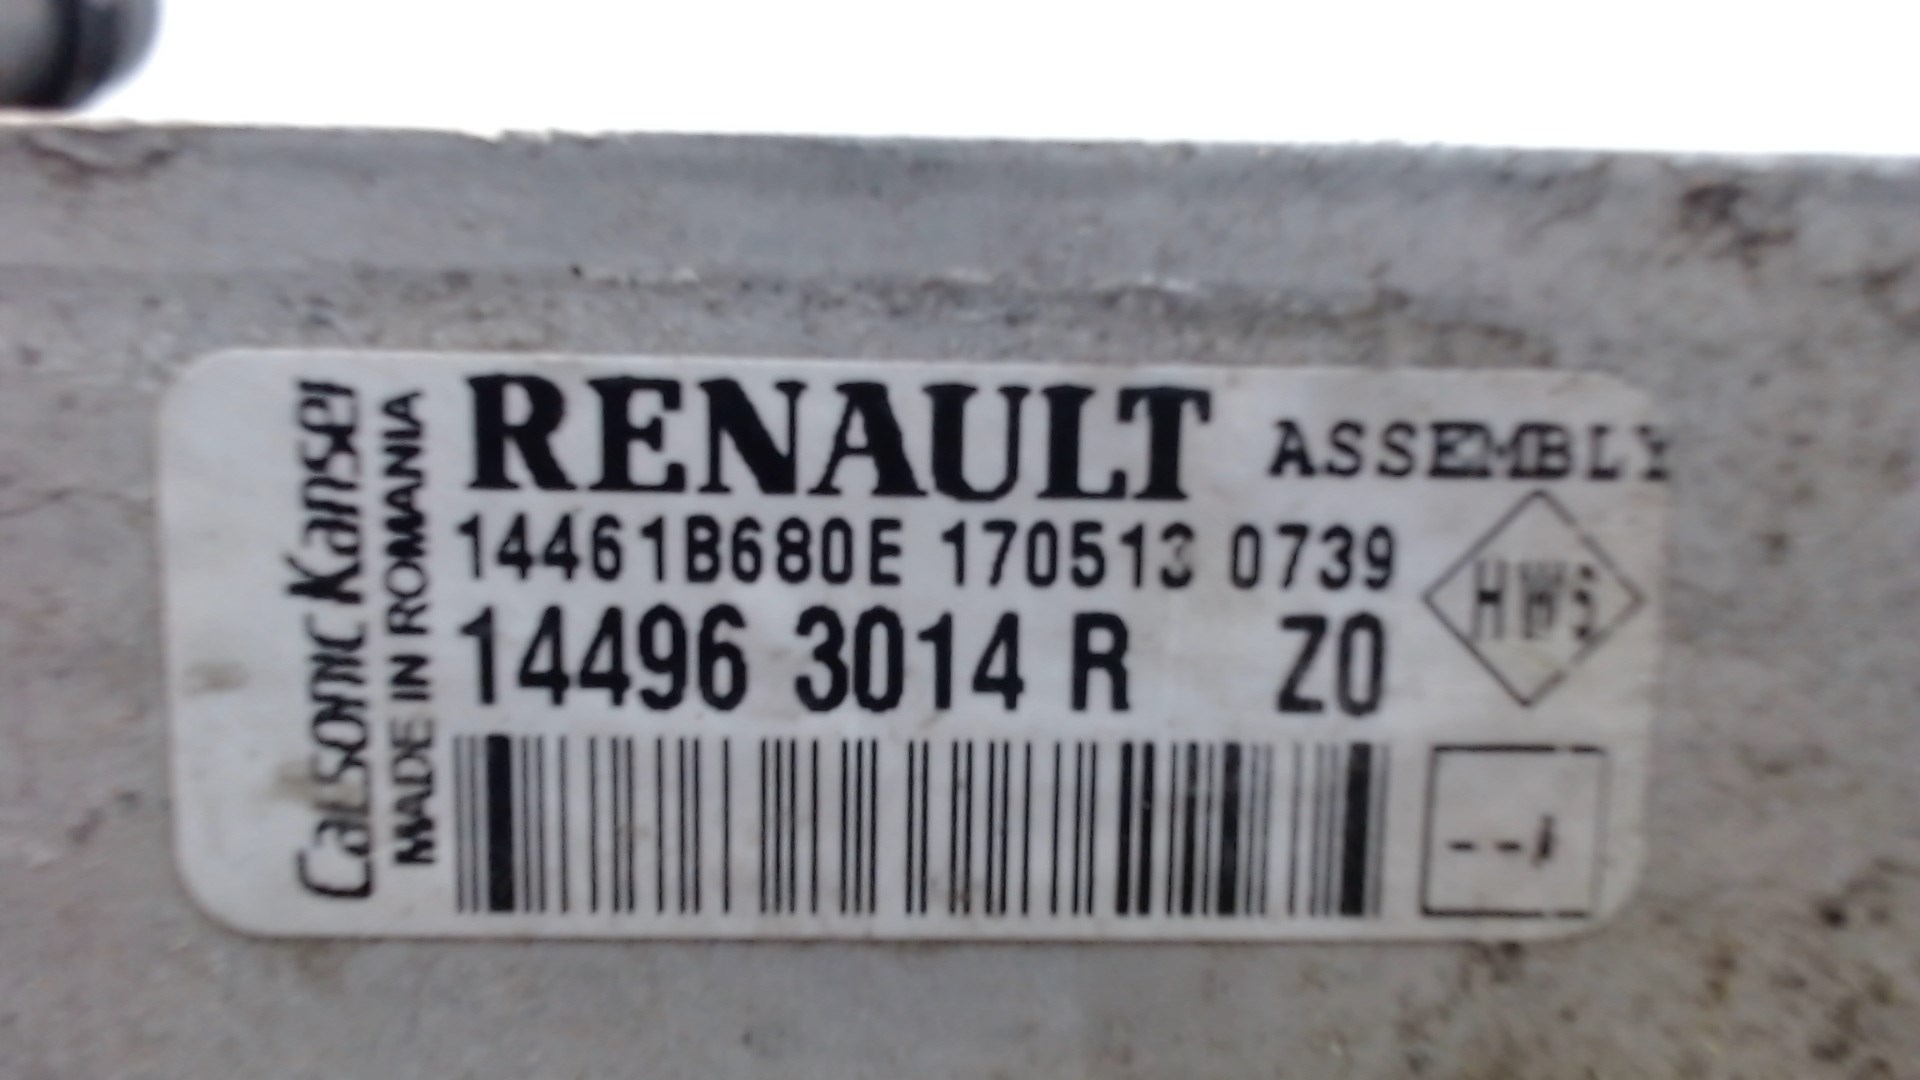 Calsonic Kansei
MADE IN ROMANIA
RENAULT ASSEMBLY
14461B680E 170513 0739
14496 3014 R Z0
HWS